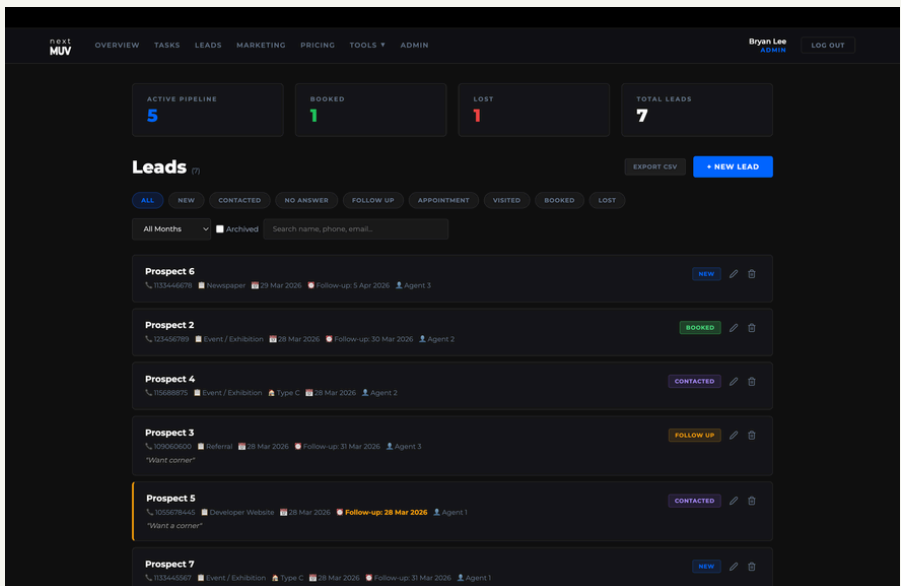 next
MUV
OVERVIEW TASKS LEADS MARKETING PRICING TOOLS ▼ ADMIN
Bryan Lee
ADMIN
LOG OUT
ACTIVE PIPELINE
5
BOOKED
1
LOST
1
TOTAL LEADS
7
Leads (7)
EXPORT CSV
+ NEW LEAD
ALL NEW CONTACTED NO ANSWER FOLLOW UP APPOINTMENT VISITED BOOKED LOST
All Months Archived Search name, phone, email...
Prospect 6
NEW
1133446678 Newspaper 29 Mar 2026 Follow-up: 5 Apr 2026 Agent 3
Prospect 2
BOOKED
123456789 Event / Exhibition 28 Mar 2026 Follow-up: 30 Mar 2026 Agent 2
Prospect 4
CONTACTED
115688875 Event / Exhibition Type C 28 Mar 2026 Agent 2
Prospect 3
FOLLOW UP
109060600 Referral 28 Mar 2026 Follow-up: 31 Mar 2026 Agent 3
"Want corner"
Prospect 5
CONTACTED
1055678445 Developer Website 28 Mar 2026 Follow-up: 28 Mar 2026 Agent 1
"Want a corner"
Prospect 7
NEW
1133445567 Event / Exhibition Type C 28 Mar 2026 Follow-up: 31 Mar 2026 Agent 1